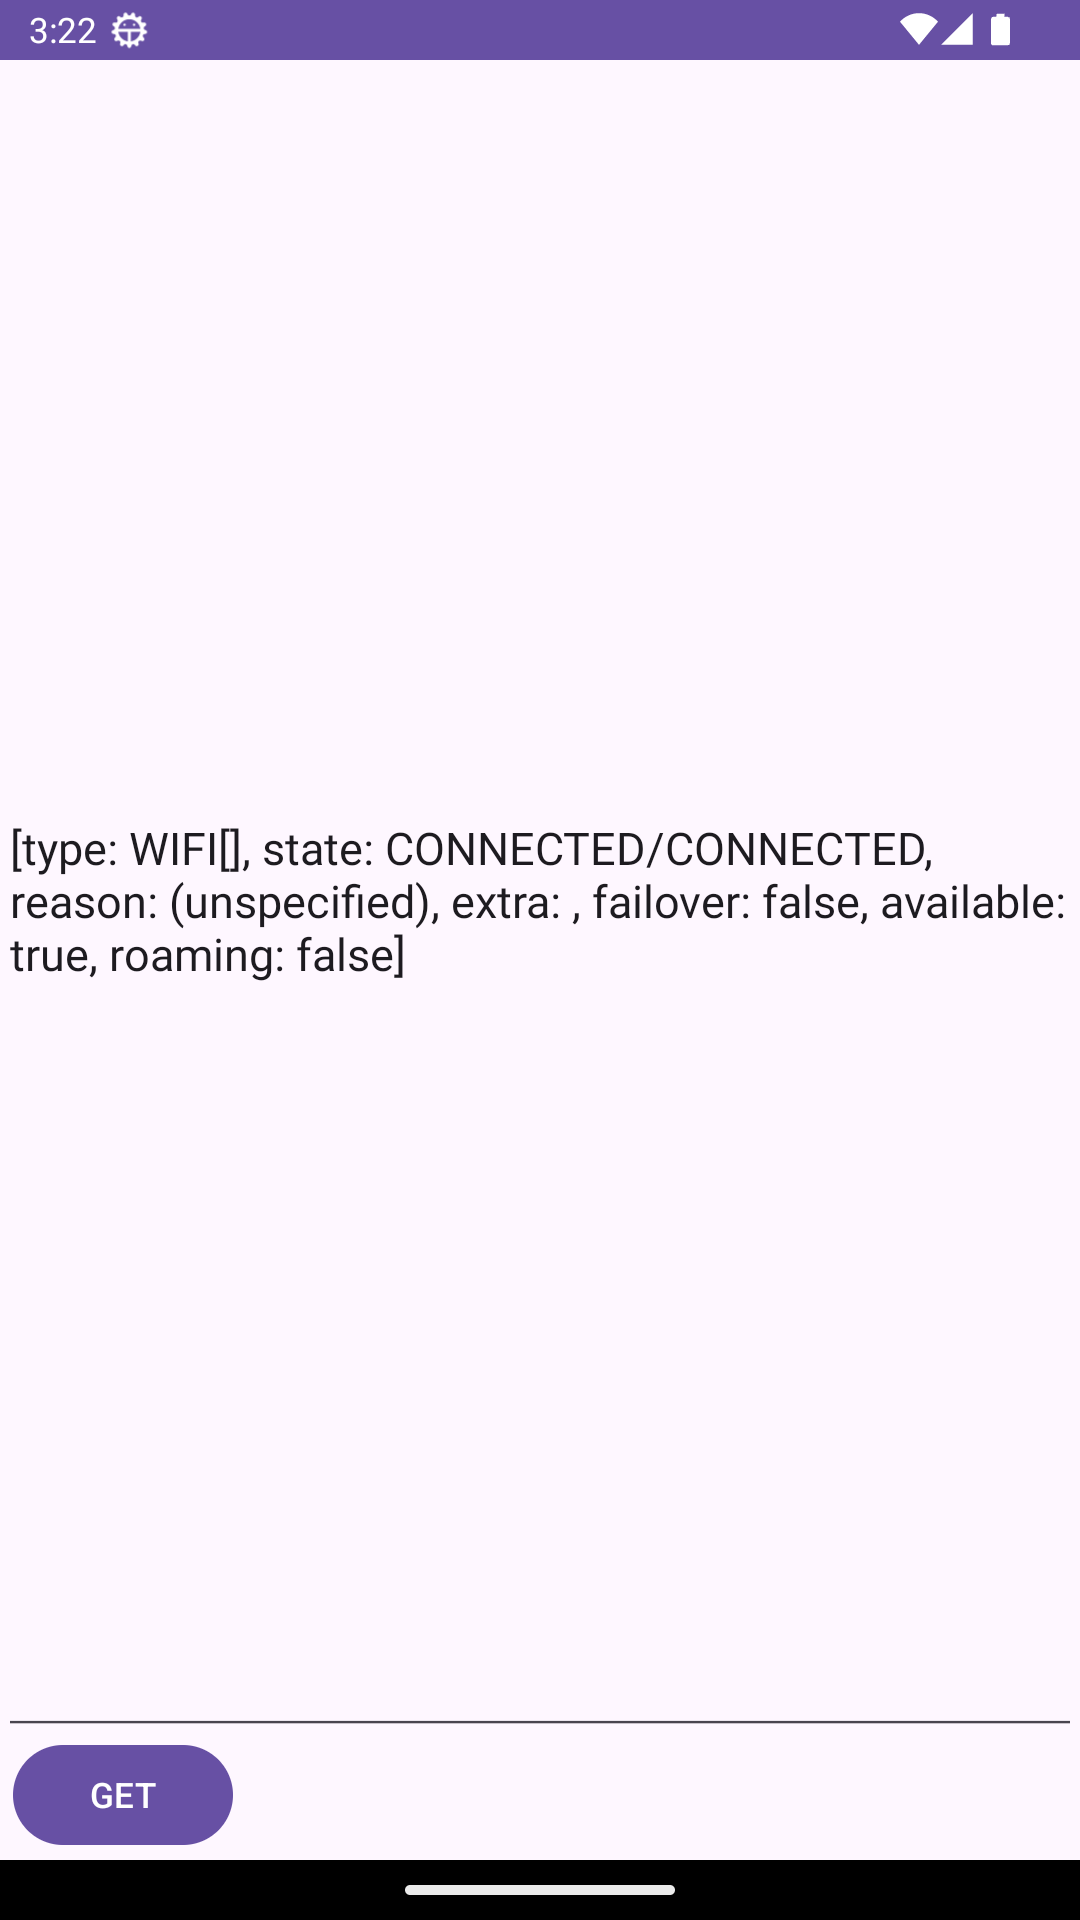 3:22
[type: WIFI[], state: CONNECTED/CONNECTED,
reason: (unspecified), extra: , failover: false, available:
true, roaming: false]
GET